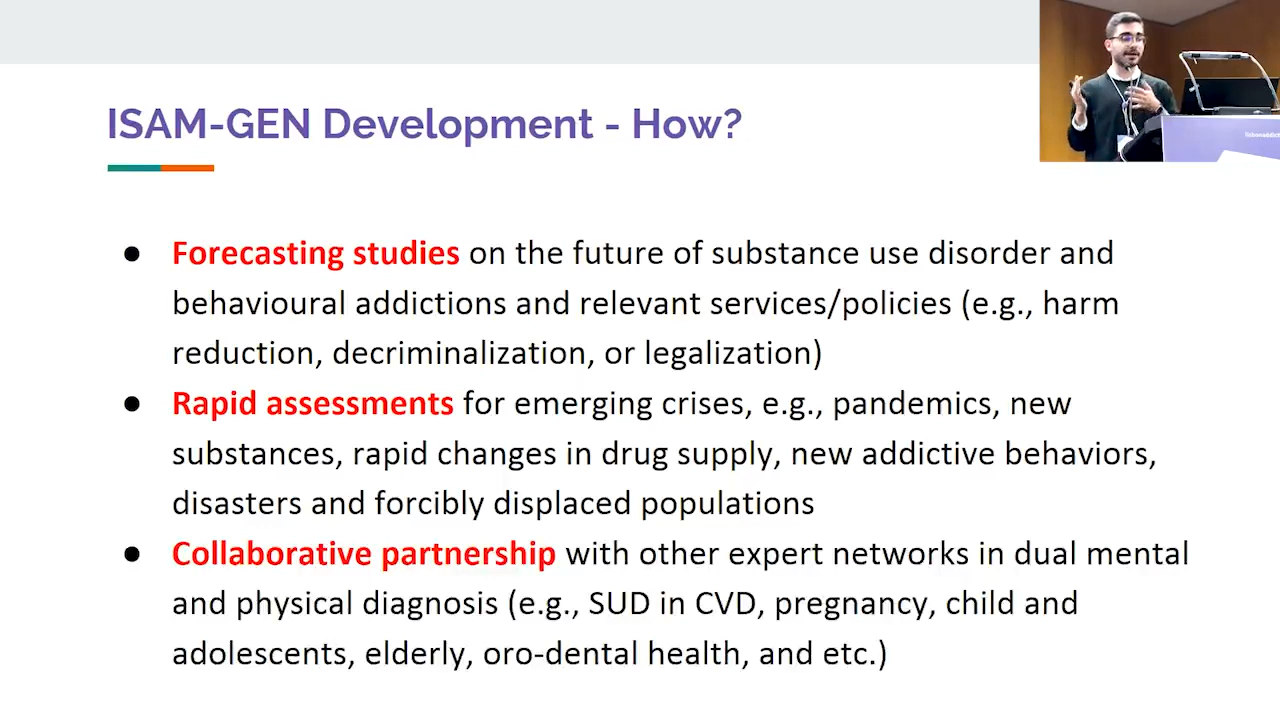 ISAM-GEN Development - How?
● Forecasting studies on the future of substance use disorder and
behavioural addictions and relevant services/policies (e.g., harm
reduction, decriminalization, or legalization)
● Rapid assessments for emerging crises, e.g., pandemics, new
substances, rapid changes in drug supply, new addictive behaviors,
disasters and forcibly displaced populations
● Collaborative partnership with other expert networks in dual mental
and physical diagnosis (e.g., SUD in CVD, pregnancy, child and
adolescents, elderly, oro-dental health, and etc.)